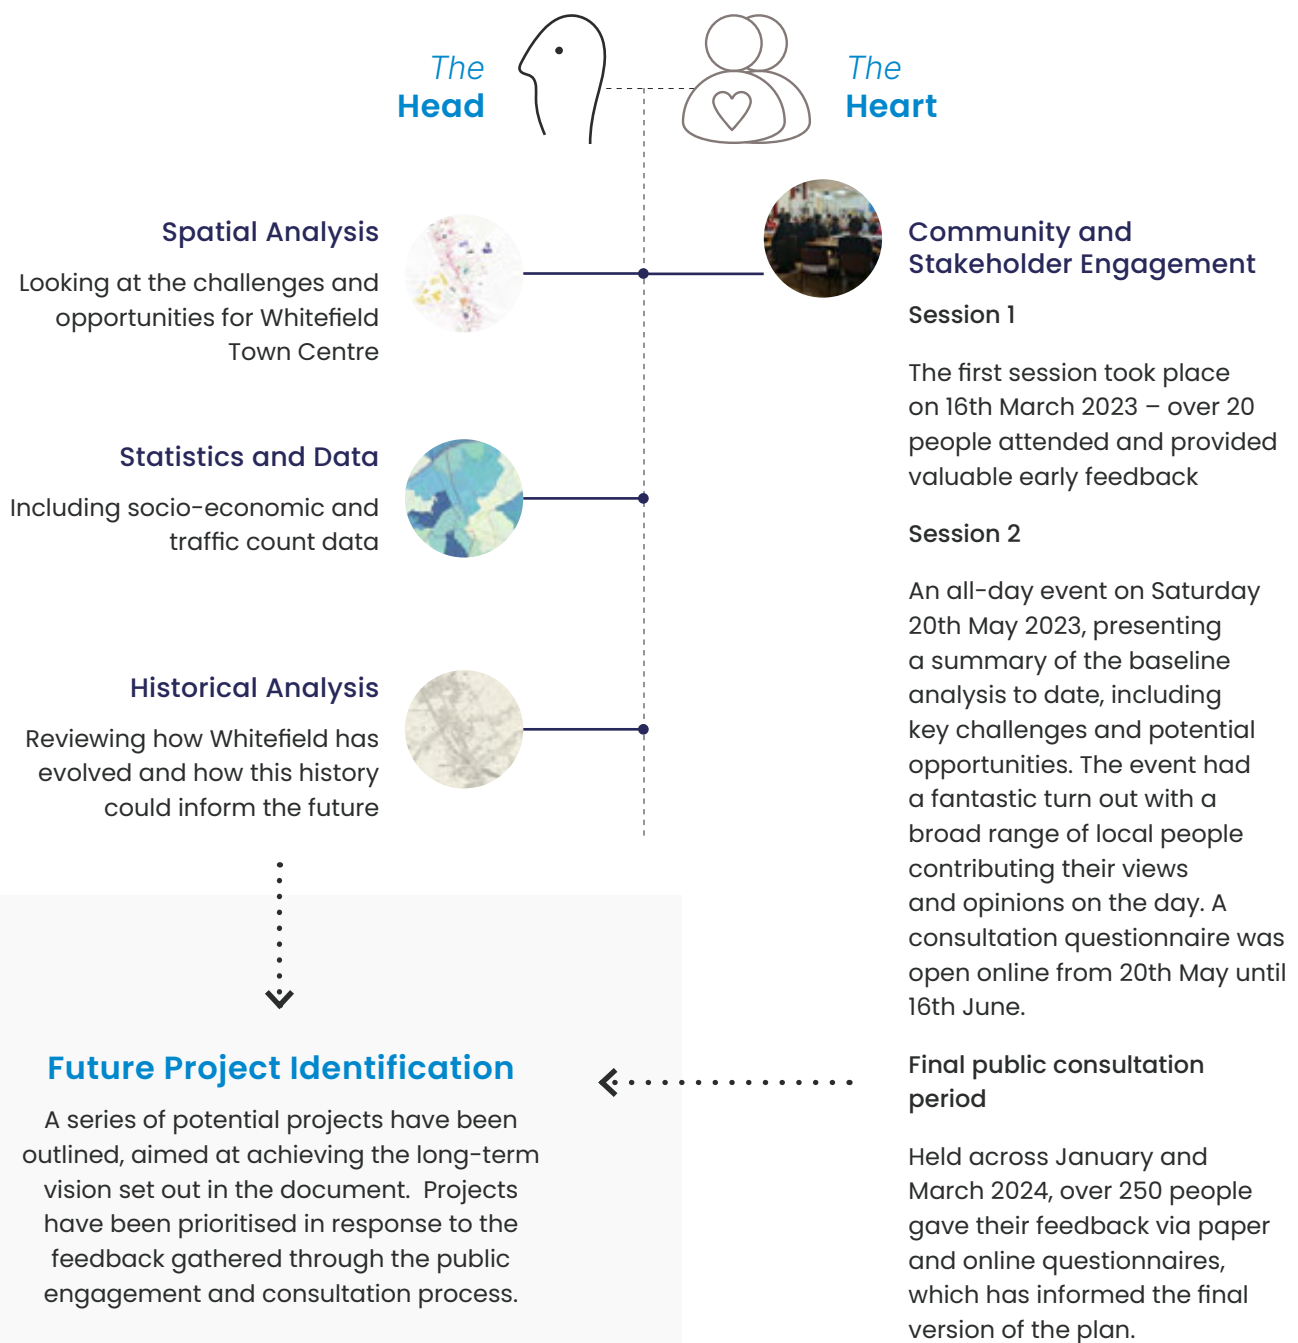 The
Head
The
Heart
Spatial Analysis
Looking at the challenges and
opportunities for Whitefield
Town Centre
Statistics and Data
Including socio-economic and
traffic count data
Historical Analysis
Reviewing how Whitefield has
evolved and how this history
could inform the future
Community and
Stakeholder Engagement
Session 1
The first session took place
on 16th March 2023 – over 20
people attended and provided
valuable early feedback
Session 2
An all-day event on Saturday
20th May 2023, presenting
a summary of the baseline
analysis to date, including
key challenges and potential
opportunities. The event had
a fantastic turn out with a
broad range of local people
contributing their views
and opinions on the day. A
consultation questionnaire was
open online from 20th May until
16th June.
Final public consultation
period
Held across January and
March 2024, over 250 people
gave their feedback via paper
and online questionnaires,
which has informed the final
version of the plan.
Future Project Identification
A series of potential projects have been
outlined, aimed at achieving the long-term
vision set out in the document. Projects
have been prioritised in response to the
feedback gathered through the public
engagement and consultation process.